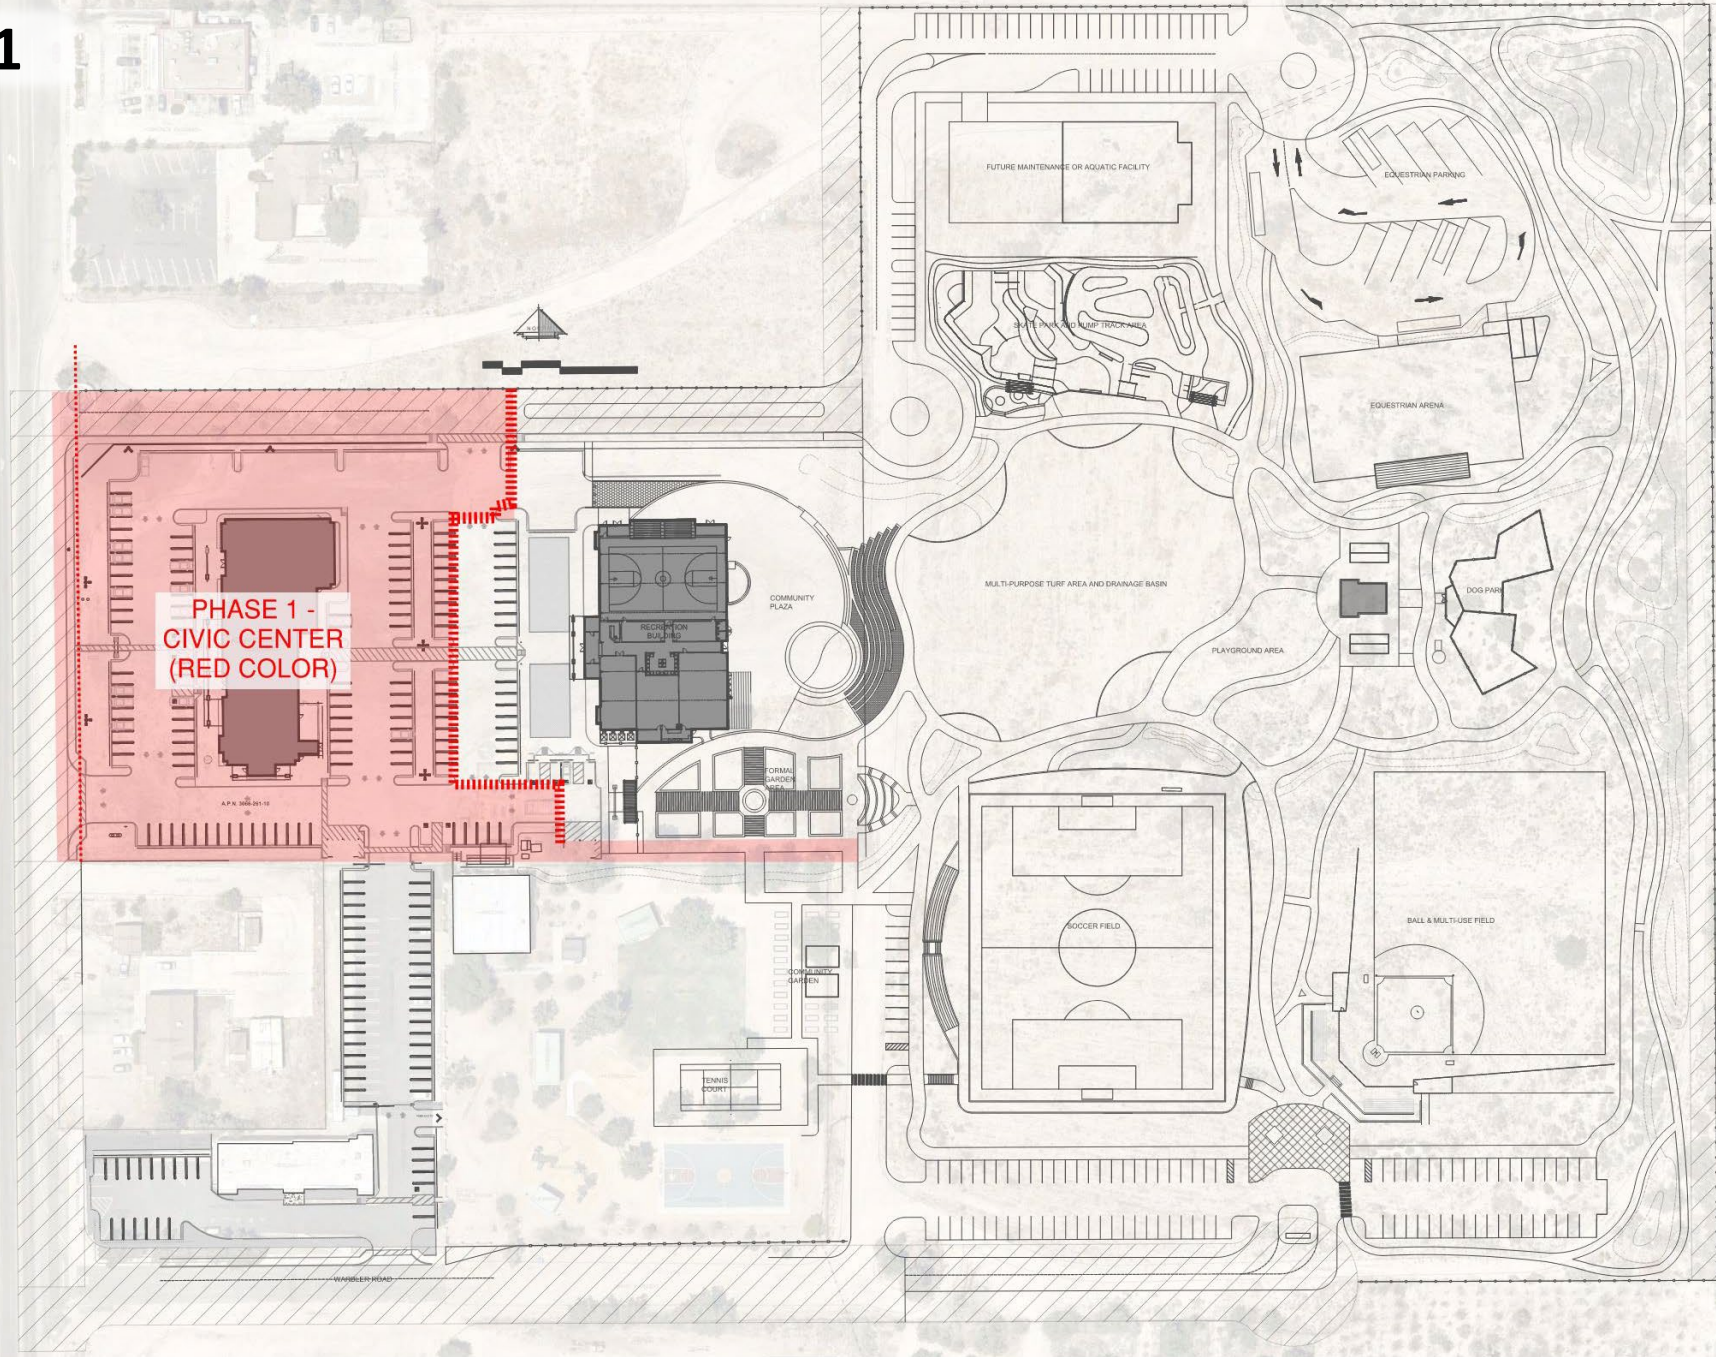 1
FUTURE MAINTENANCE OR AQUATIC FACILITY
EQUESTRIAN PARKING
SKATE PARK AND PUMP TRACK AREA
EQUESTRIAN ARENA
PHASE 1 -
CIVIC CENTER
(RED COLOR)
RECREATION
BUILDING
COMMUNITY
PLAZA
MULTI-PURPOSE TURF AREA AND DRAINAGE BASIN
DOG PARK
PLAYGROUND AREA
FORMAL
GARDEN
AREA
A.P.N.
SOCCER FIELD
BALL & MULTI-USE FIELD
COMMUNITY
GARDEN
TENNIS
COURT
WARBLER ROAD